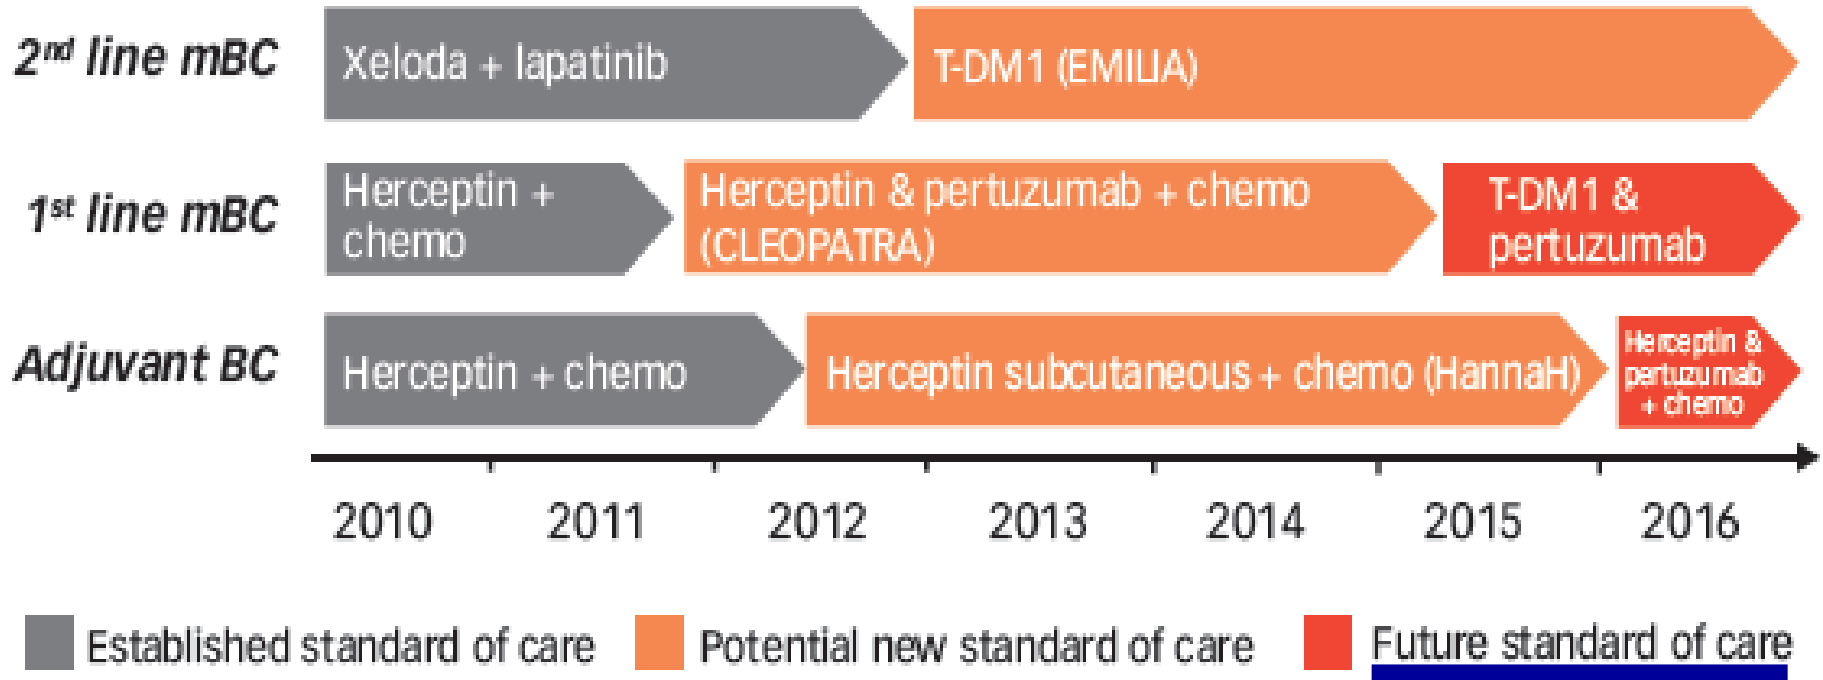 2nd line mBC
Xeloda + lapatinib
T-DM1 (EMILIA)
1st line mBC
Herceptin +
chemo
Herceptin & pertuzumab + chemo
(CLEOPATRA)
T-DM1 &
pertuzumab
Adjuvant BC
Herceptin + chemo
Herceptin subcutaneous + chemo (HannaH)
Herceptin &
pertuzumab
+ chemo
2010 2011 2012 2013 2014 2015 2016
Established standard of care
Potential new standard of care
Future standard of care